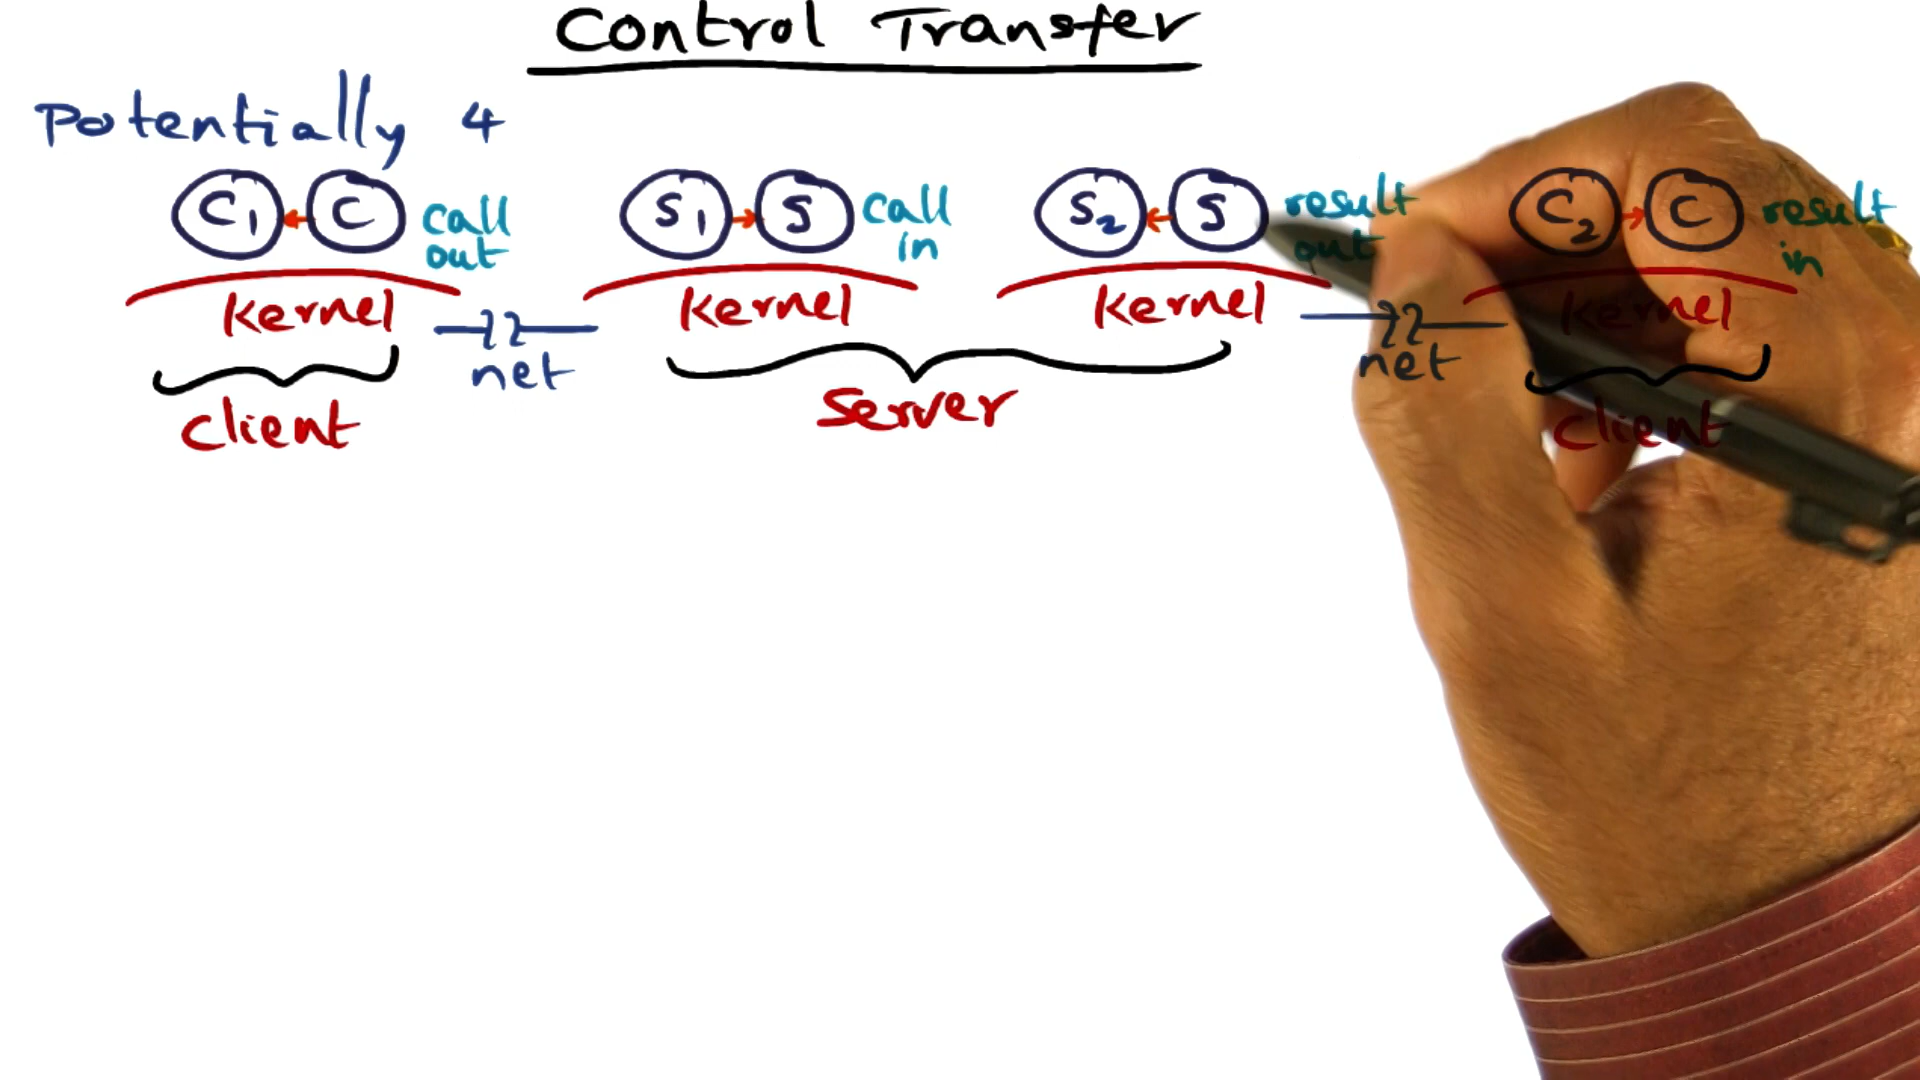 Control Transfer
Potentially 4
C1 C call out S1 S call in S2 S result out C2 C result in
kernel kernel kernel kernel
net net
client server client